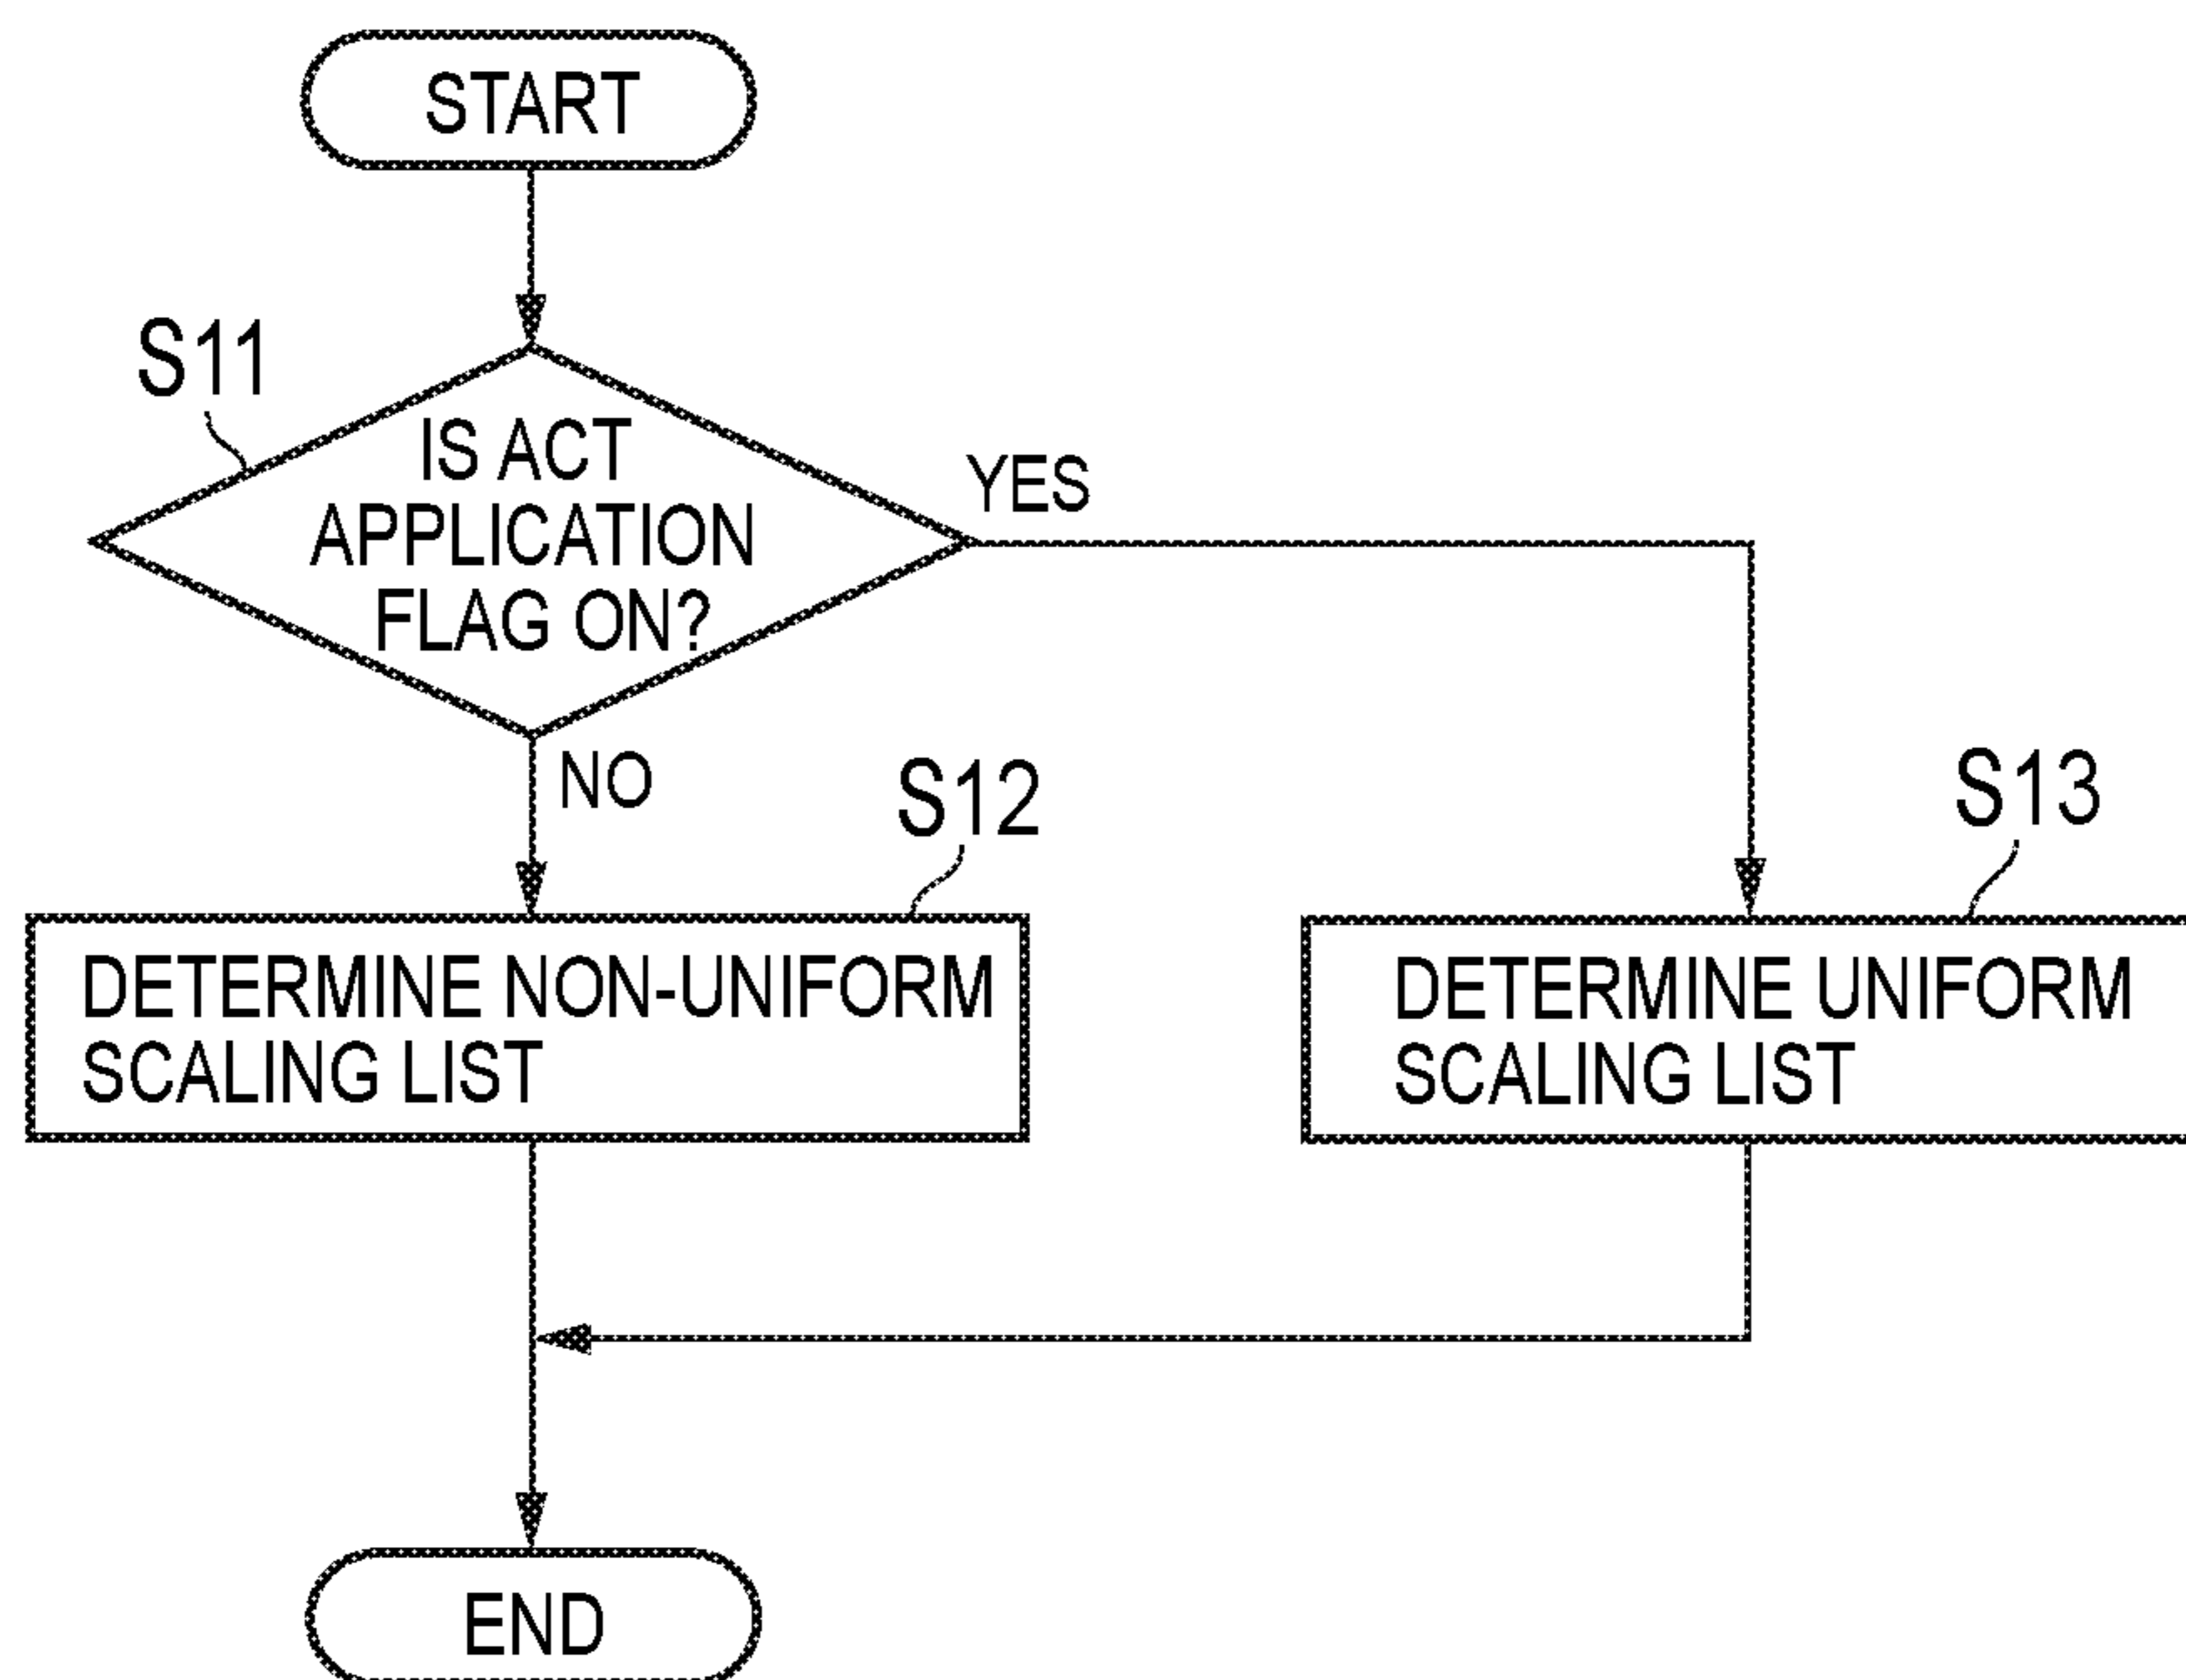 START
S11
IS ACT
APPLICATION
FLAG ON?
YES
NO
S12
S13
DETERMINE NON-UNIFORM
SCALING LIST
DETERMINE UNIFORM
SCALING LIST
END